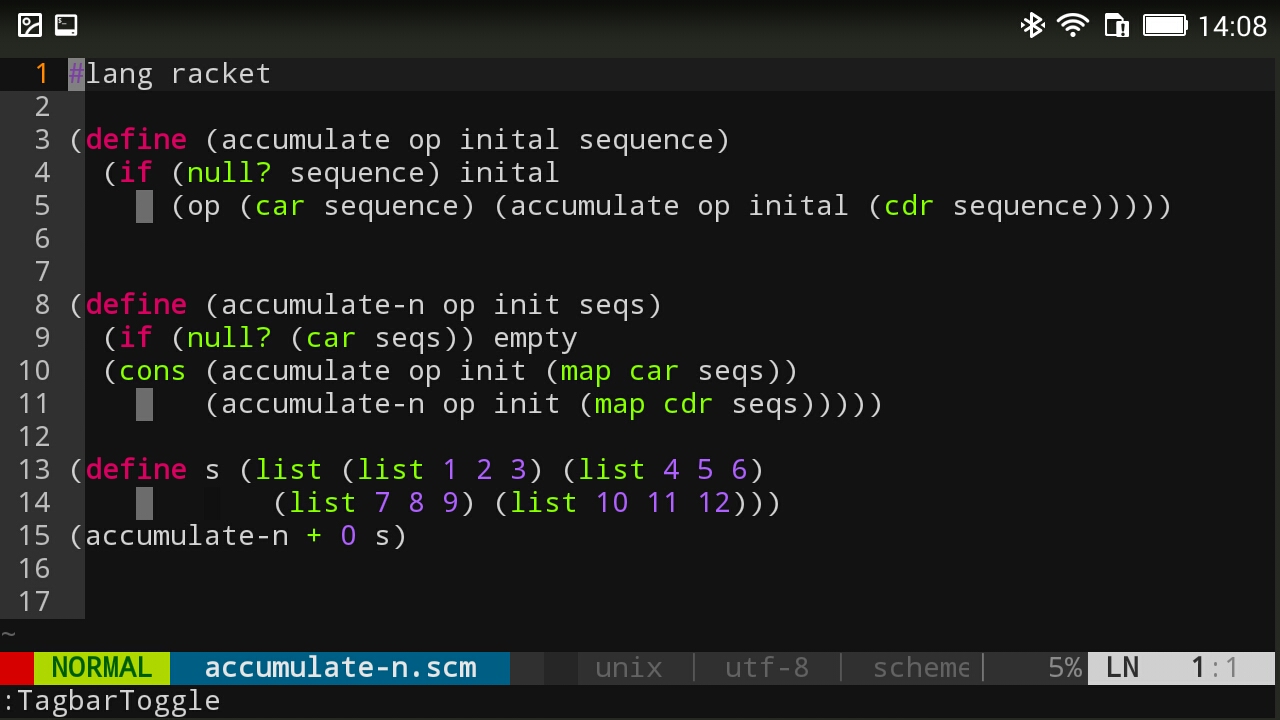 14:08
1 #lang racket
2
3 (define (accumulate op inital sequence)
4 (if (null? sequence) inital
5 (op (car sequence) (accumulate op inital (cdr sequence)))))
6
7
8 (define (accumulate-n op init seqs)
9 (if (null? (car seqs)) empty
10 (cons (accumulate op init (map car seqs))
11 (accumulate-n op init (map cdr seqs)))))
12
13 (define s (list (list 1 2 3) (list 4 5 6)
14 (list 7 8 9) (list 10 11 12)))
15 (accumulate-n + 0 s)
16
17
~
NORMAL accumulate-n.scm unix | utf-8 | scheme | 5% LN 1:1
:TagbarToggle